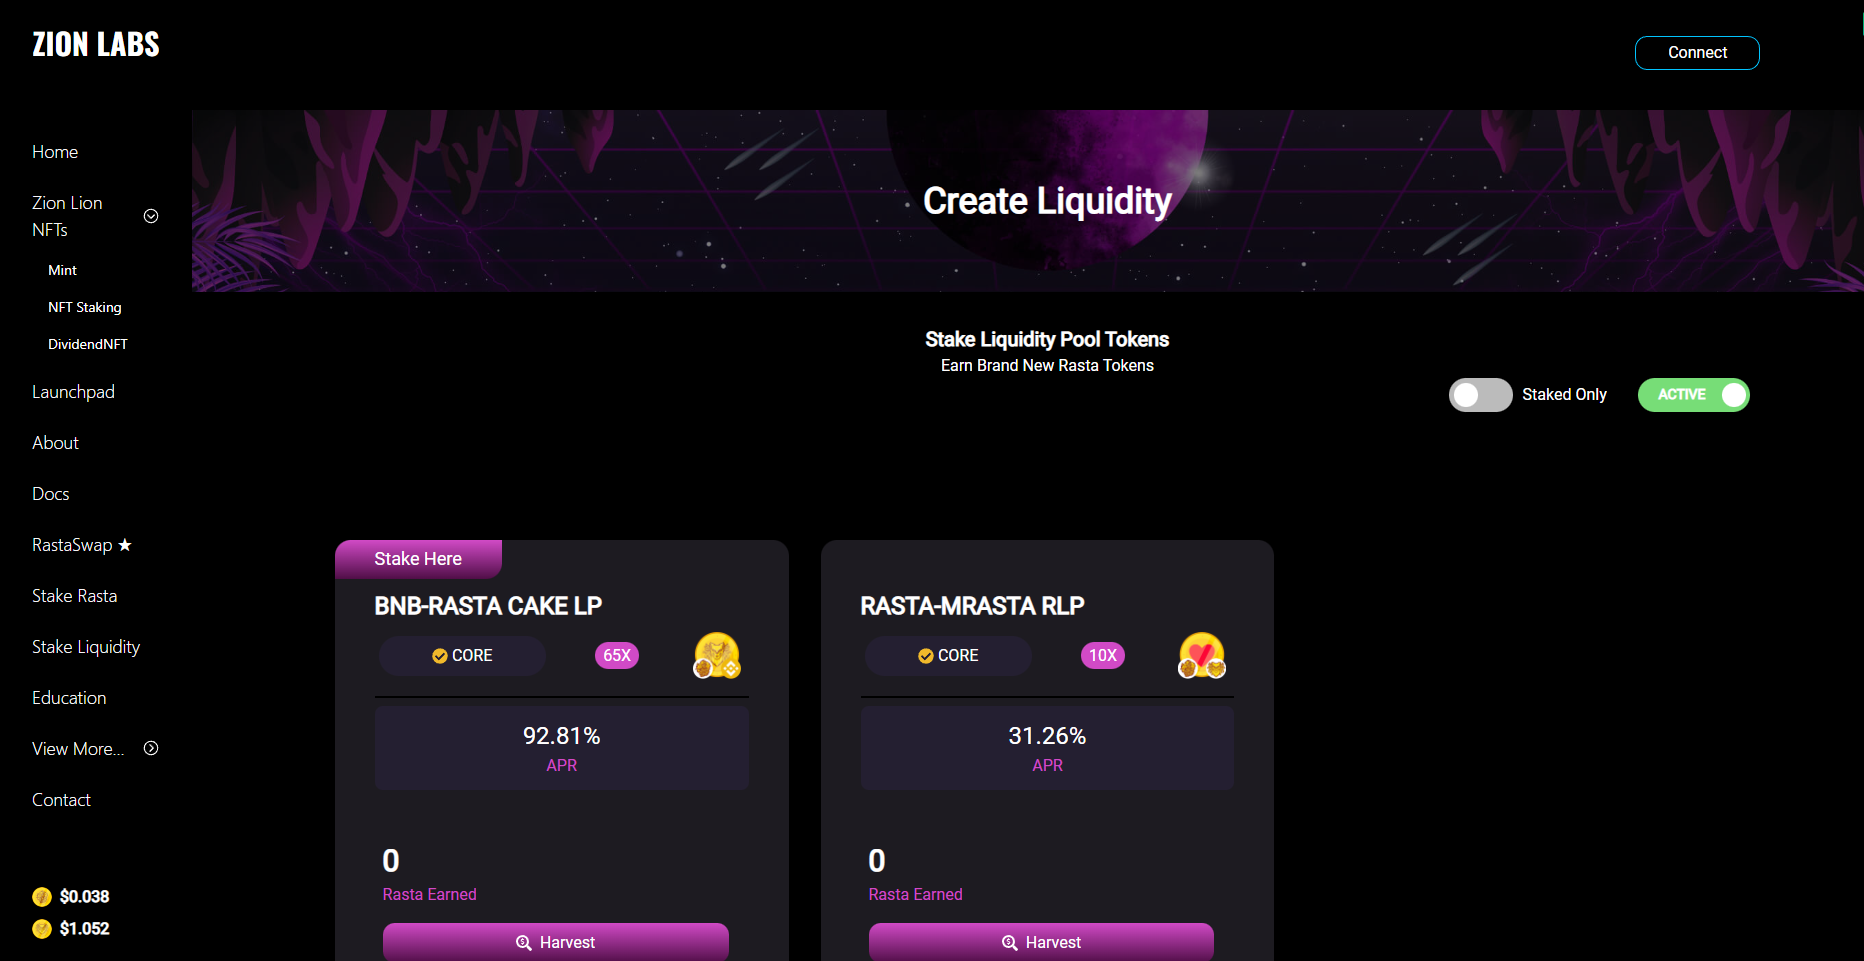 ZION LABS
Connect
Home
Zion Lion
NFTs
Mint
NFT Staking
DividendNFT
Launchpad
About
Docs
RastaSwap ★
Stake Rasta
Stake Liquidity
Education
View More...
Contact
$0.038
$1.052
Create Liquidity
Stake Liquidity Pool Tokens
Earn Brand New Rasta Tokens
Staked Only
ACTIVE
Stake Here
BNB-RASTA CAKE LP
CORE
65X
92.81%
APR
0
Rasta Earned
Harvest
RASTA-MRASTA RLP
CORE
10X
31.26%
APR
0
Rasta Earned
Harvest